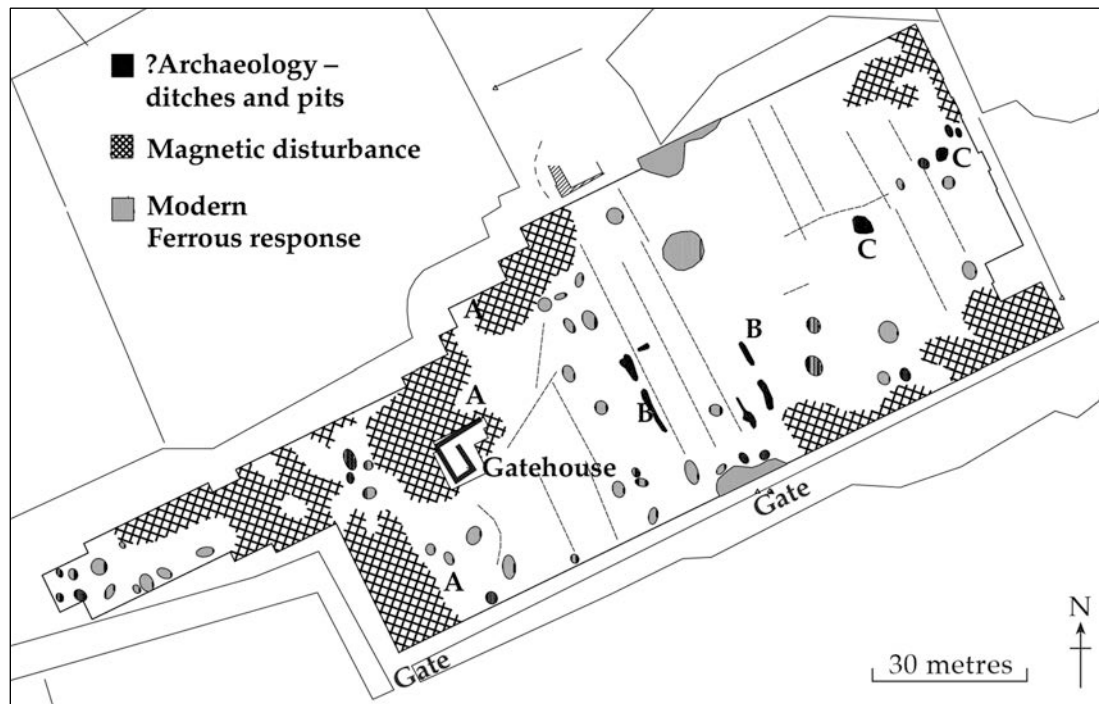 ?Archaeology –
ditches and pits
Magnetic disturbance
Modern
Ferrous response
C
C
A
B
A
B
Gatehouse
Gate
A
Gate
30 metres
N